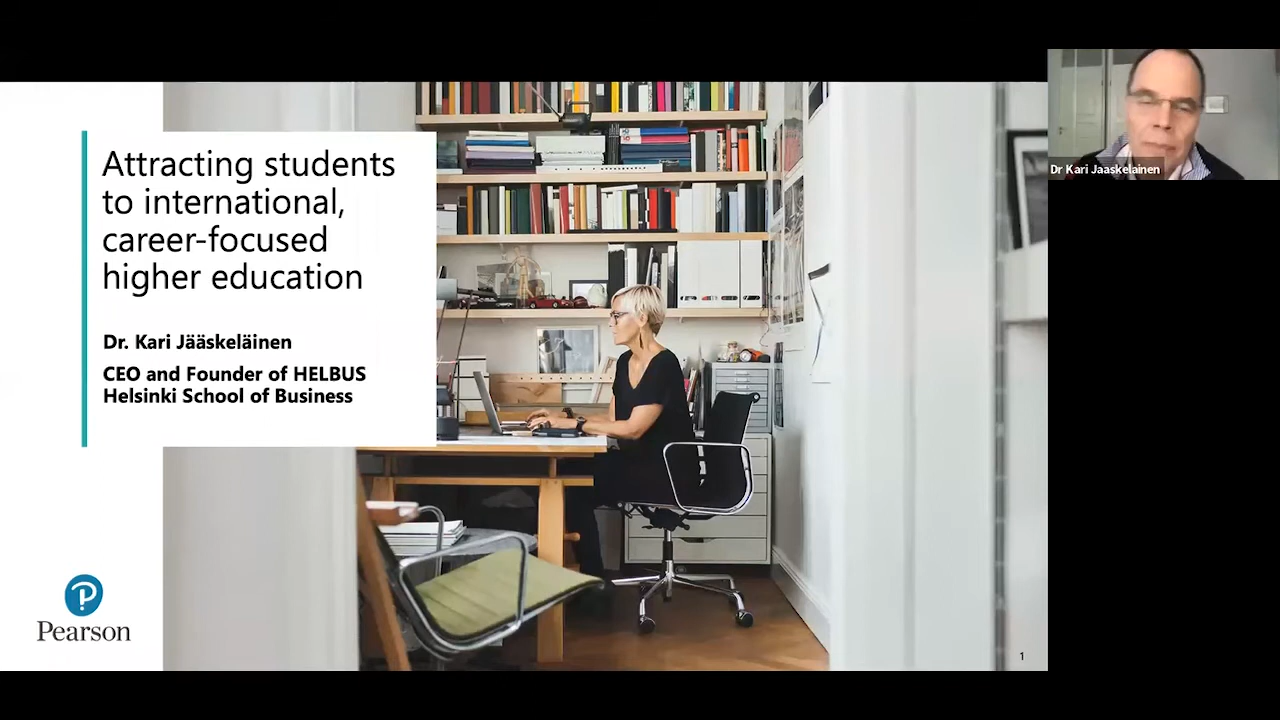 Attracting students
to international,
career-focused
higher education
Dr. Kari Jääskeläinen
CEO and Founder of HELBUS
Helsinki School of Business
Pearson
1
Dr Kari Jaaskelainen